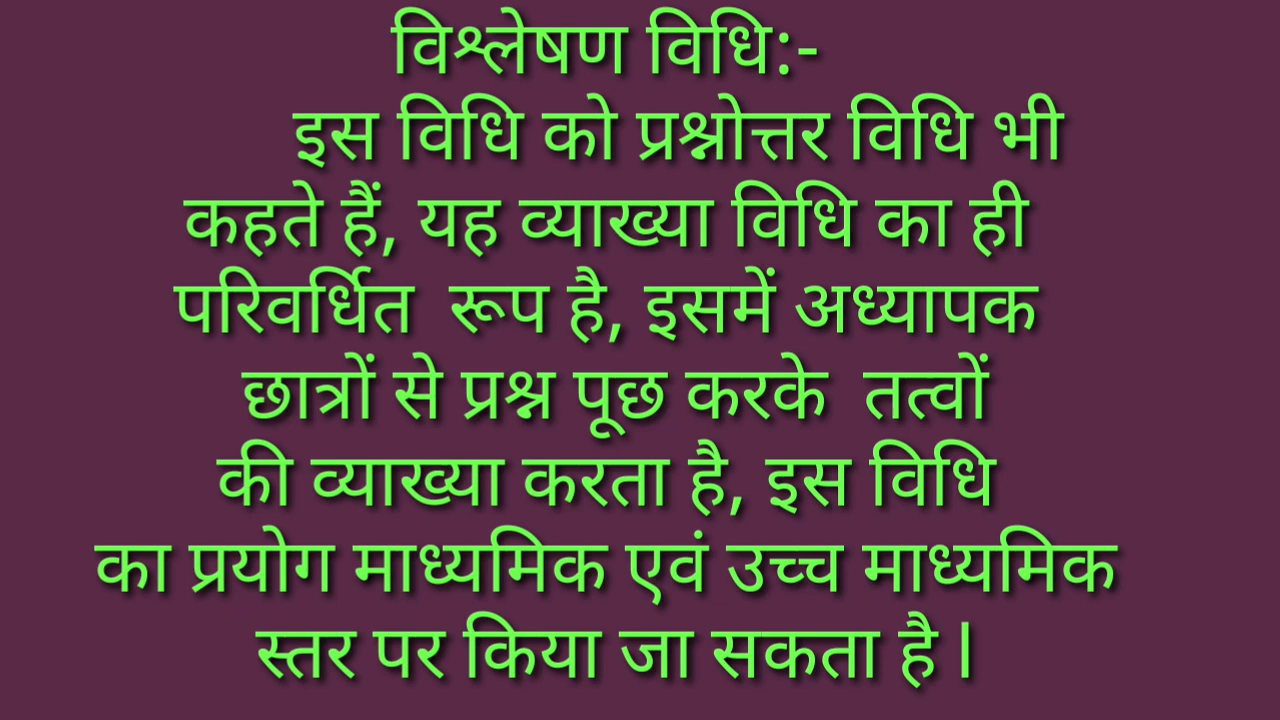 विश्लेषण विधि:-
इस विधि को प्रश्नोत्तर विधि भी
कहते हैं, यह व्याख्या विधि का ही
परिवर्धित रूप है, इसमें अध्यापक
छात्रों से प्रश्न पूछ करके तत्वों
की व्याख्या करता है, इस विधि
का प्रयोग माध्यमिक एवं उच्च माध्यमिक
स्तर पर किया जा सकता है l